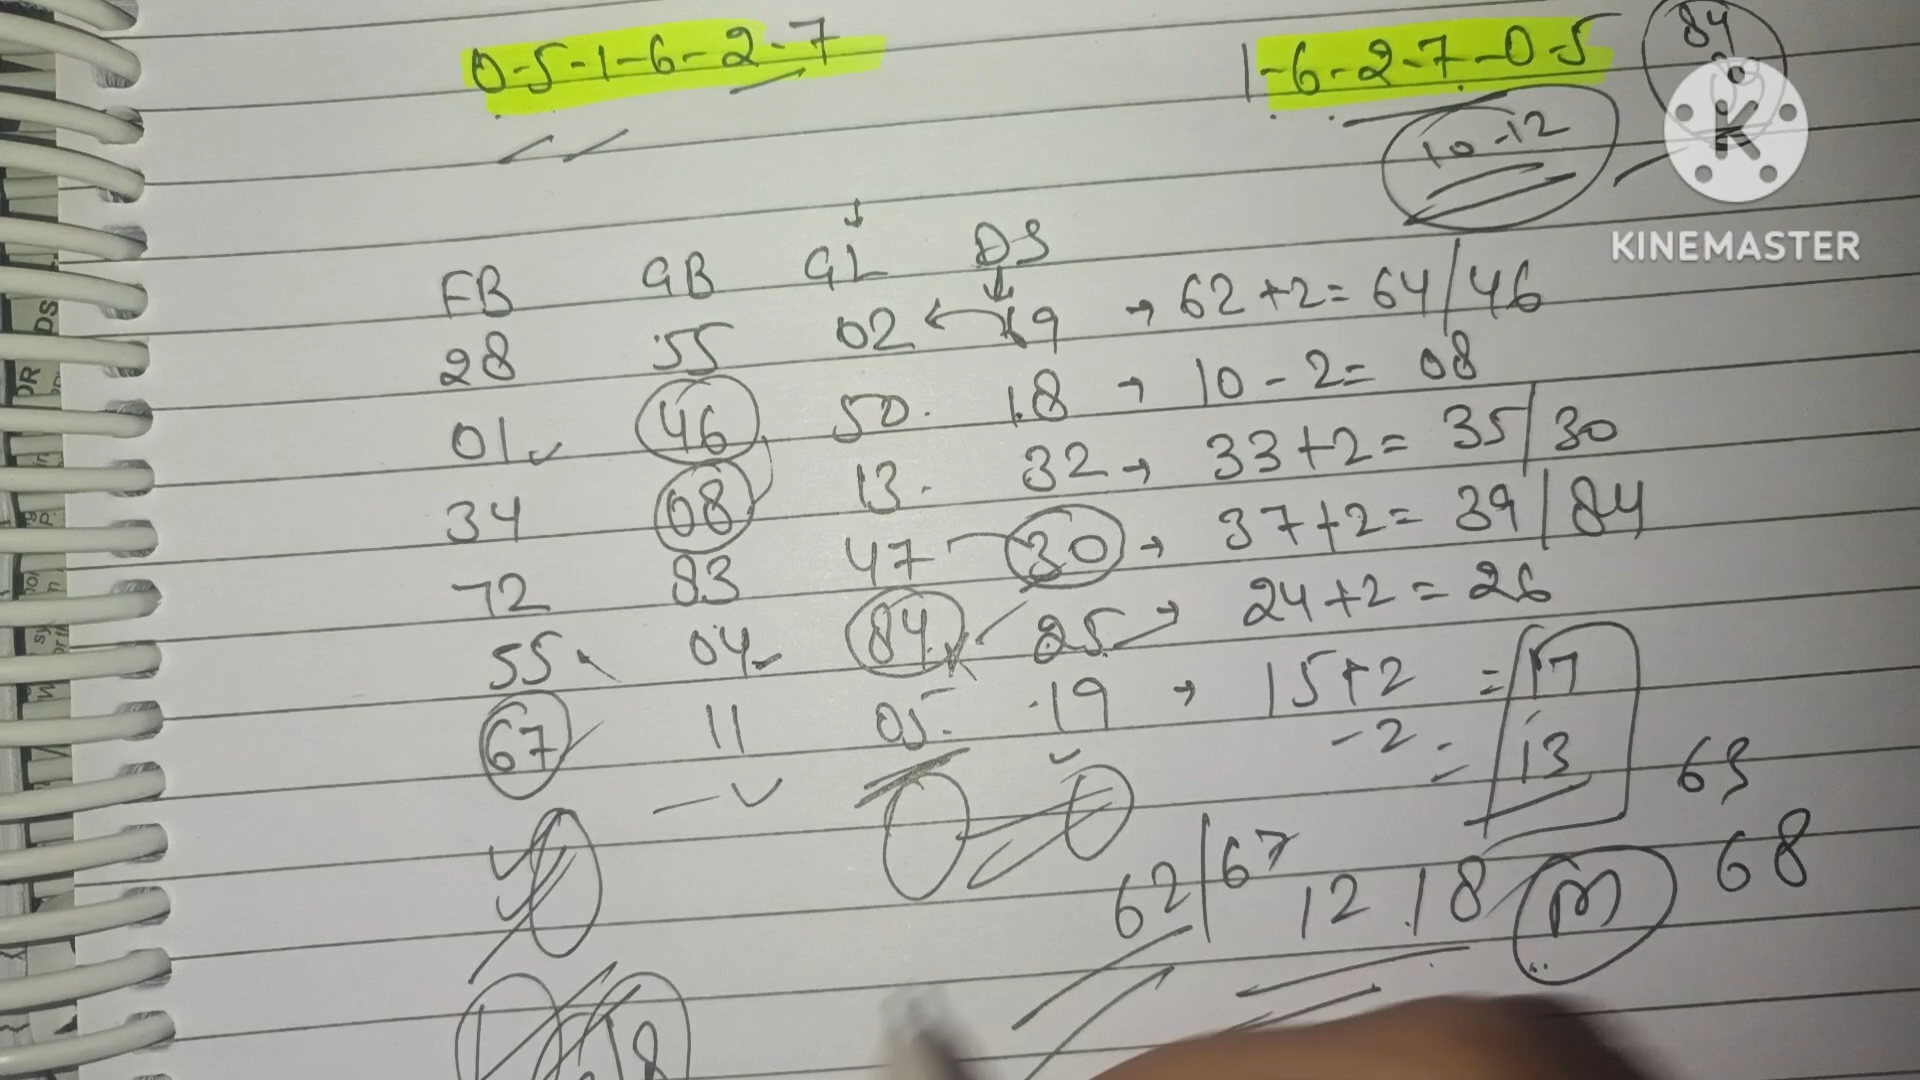 0-5-1-6-2-7 1-6-2-7-0-5 84
10-12
KINEMASTER
FB GB GL DS
28 55 02 19 → 62+2= 64/46
01 46 50 18 → 10-2= 08
34 08 13 32 → 33+2= 35/30
72 83 47 30 → 37+2= 39/84
55 04 84 25 → 24+2= 26
67 11 05 19 → 15+2 = 17
-2 = 13 63
62/67 12 18 m 68
8